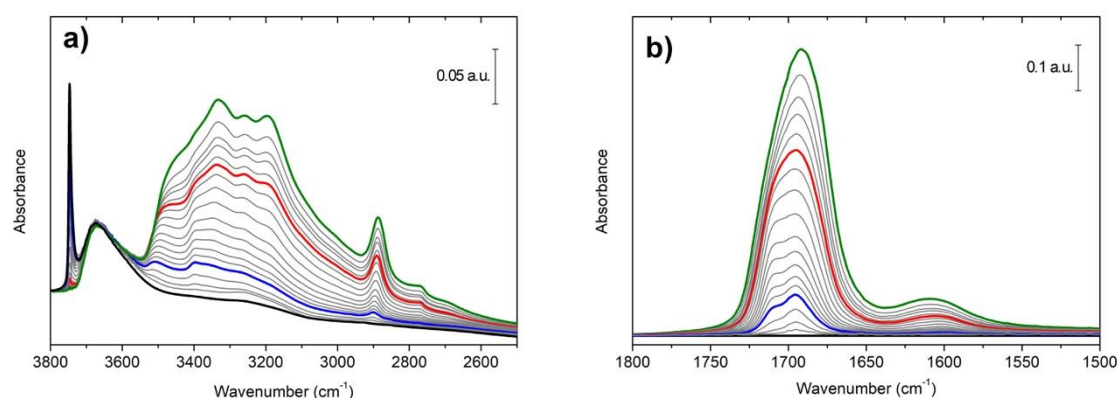 a)
0.05 a.u.
Absorbance
3800 3600 3400 3200 3000 2800 2600
Wavenumber (cm⁻¹)
b)
0.1 a.u.
Absorbance
1800 1750 1700 1650 1600 1550 1500
Wavenumber (cm⁻¹)